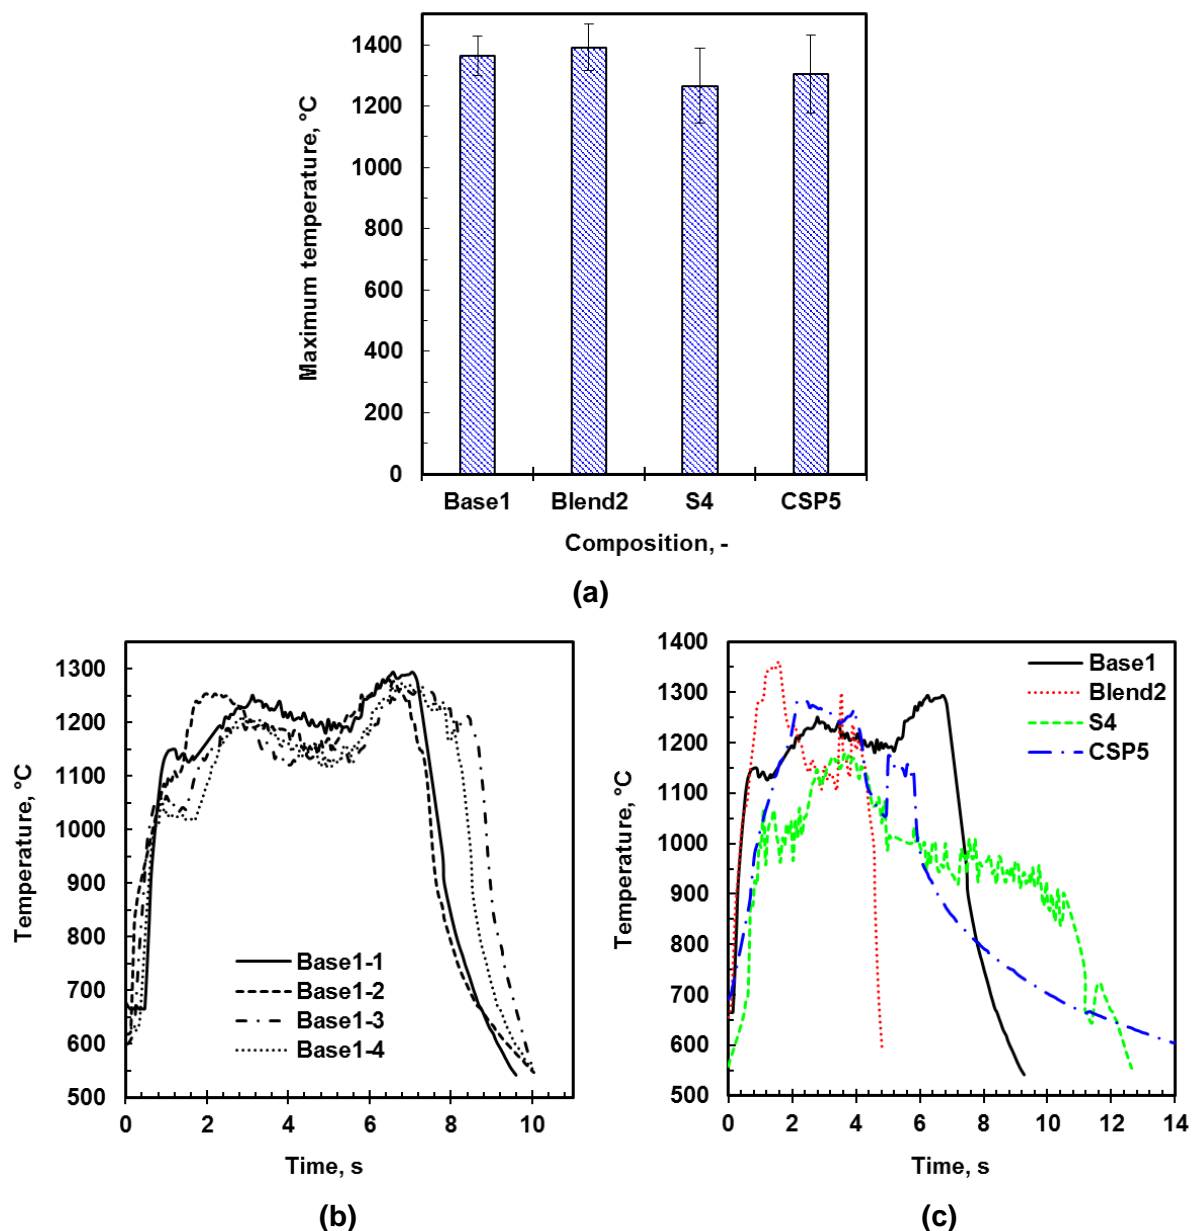 1400
1200
1000
800
600
400
200
0
Maximum temperature, °C
Base1 Blend2 S4 CSP5
Composition, -
(a)
1300
1200
1100
1000
900
800
700
600
500
Temperature, °C
Base1-1
Base1-2
Base1-3
Base1-4
0 2 4 6 8 10
Time, s
(b)
1400
1300
1200
1100
1000
900
800
700
600
500
Temperature, °C
Base1
Blend2
S4
CSP5
0 2 4 6 8 10 12 14
Time, s
(c)